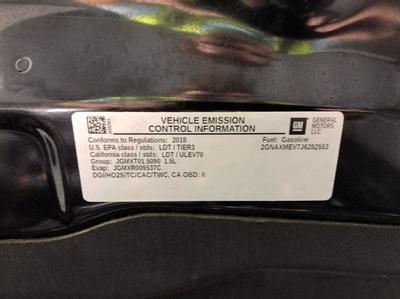 VEHICLE EMISSION
CONTROL INFORMATION
GM
GENERAL
MOTORS
LLC
Conforms to Regulations: 2018
Fuel: Gasoline
U.S. EPA class / stds: LDT / TIER3
2GNAXMEV7J6282553
California class / stds: LDT / ULEV70
Group: JGMXT01.5090 1.5L
Evap: JGMXR009537C
DGI/HO2S/TC/CAC/TWC, CA OBD: II